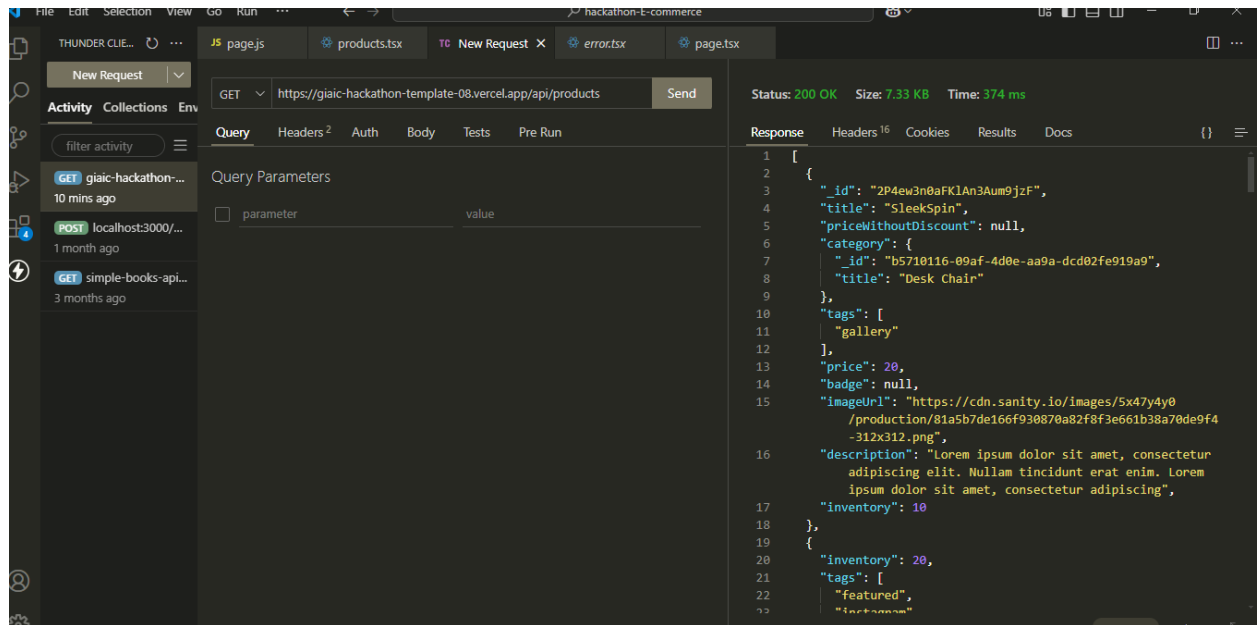 File Edit Selection View Go Run ··· ← → hackathon-E-commerce
THUNDER CLIE... ···
JS page.js products.tsx TC New Request × error.tsx page.tsx ···
New Request
Activity Collections Env
filter activity
GET giaic-hackathon-...
10 mins ago
POST localhost:3000/...
1 month ago
GET simple-books-api...
3 months ago
4
GET https://giaic-hackathon-template-08.vercel.app/api/products Send
Query Headers 2 Auth Body Tests Pre Run
Query Parameters
parameter value
Status: 200 OK Size: 7.33 KB Time: 374 ms
Response Headers 16 Cookies Results Docs {}
1 [
2 {
3 "_id": "2P4ew3n0aFKlAn3Aum9jzF",
4 "title": "SleekSpin",
5 "priceWithoutDiscount": null,
6 "category": {
7 "_id": "b5710116-09af-4d0e-aa9a-dcd02fe919a9",
8 "title": "Desk Chair"
9 },
10 "tags": [
11 "gallery"
12 ],
13 "price": 20,
14 "badge": null,
15 "imageUrl": "https://cdn.sanity.io/images/5x47y4y0
/production/81a5b7de166f930870a82f8f3e661b38a70de9f4
-312x312.png",
16 "description": "Lorem ipsum dolor sit amet, consectetur
adipiscing elit. Nullam tincidunt erat enim. Lorem
ipsum dolor sit amet, consectetur adipiscing",
17 "inventory": 10
18 },
19 {
20 "inventory": 20,
21 "tags": [
22 "featured",
23 "instagram"